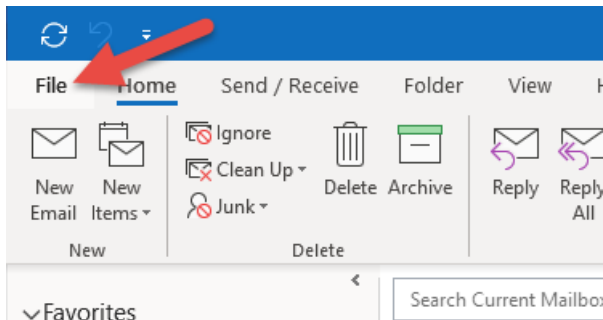 File Home Send / Receive Folder View
New Email
New Items
Ignore
Clean Up
Junk
Delete
Archive
Reply
Reply All
New
Delete
Favorites
Search Current Mailbox